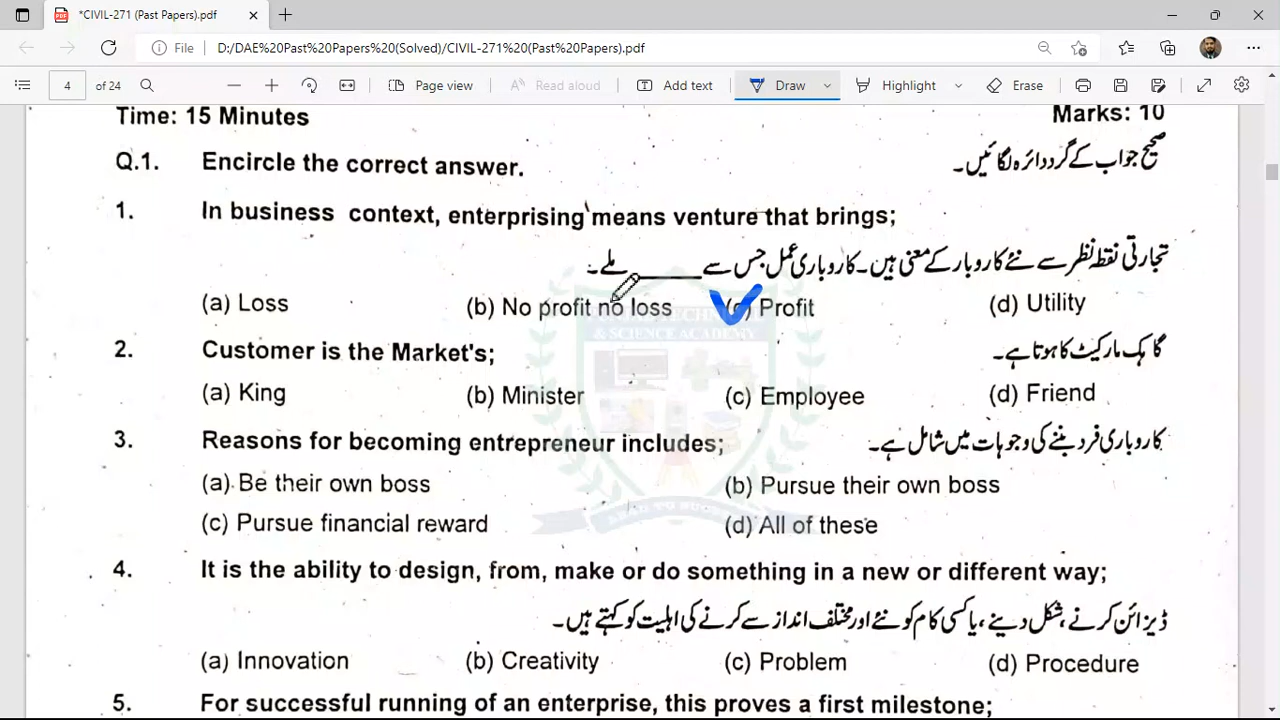 *CIVIL-271 (Past Papers).pdf
File D:/DAE%20Past%20Papers%20(Solved)/CIVIL-271%20(Past%20Papers).pdf
4 of 24 Page view Read aloud Add text Draw Highlight Erase
Time: 15 Minutes Marks: 10
Q.1. Encircle the correct answer. صحیح جواب کے گرد دائرہ لگائیں۔
1. In business context, enterprising means venture that brings;
تجارتی نقطہ نظر سے نئے کاروبار کے معنی ہیں۔ کاروباری عمل جس سے ______ ملے۔
(a) Loss (b) No profit no loss (c) Profit (d) Utility
2. Customer is the Market's; گاہک مارکیٹ کا ہوتا ہے۔
(a) King (b) Minister (c) Employee (d) Friend
3. Reasons for becoming entrepreneur includes; کاروباری فرد بننے کی وجوہات میں شامل ہے۔
(a) Be their own boss (b) Pursue their own boss
(c) Pursue financial reward (d) All of these
4. It is the ability to design, from, make or do something in a new or different way;
ڈیزائن کرنے، شکل دینے، یا کسی کام کو نئے اور مختلف انداز سے کرنے کی اہلیت کو کہتے ہیں۔
(a) Innovation (b) Creativity (c) Problem (d) Procedure
5. For successful running of an enterprise, this proves a first milestone;
& SCIENCE ACADEMY